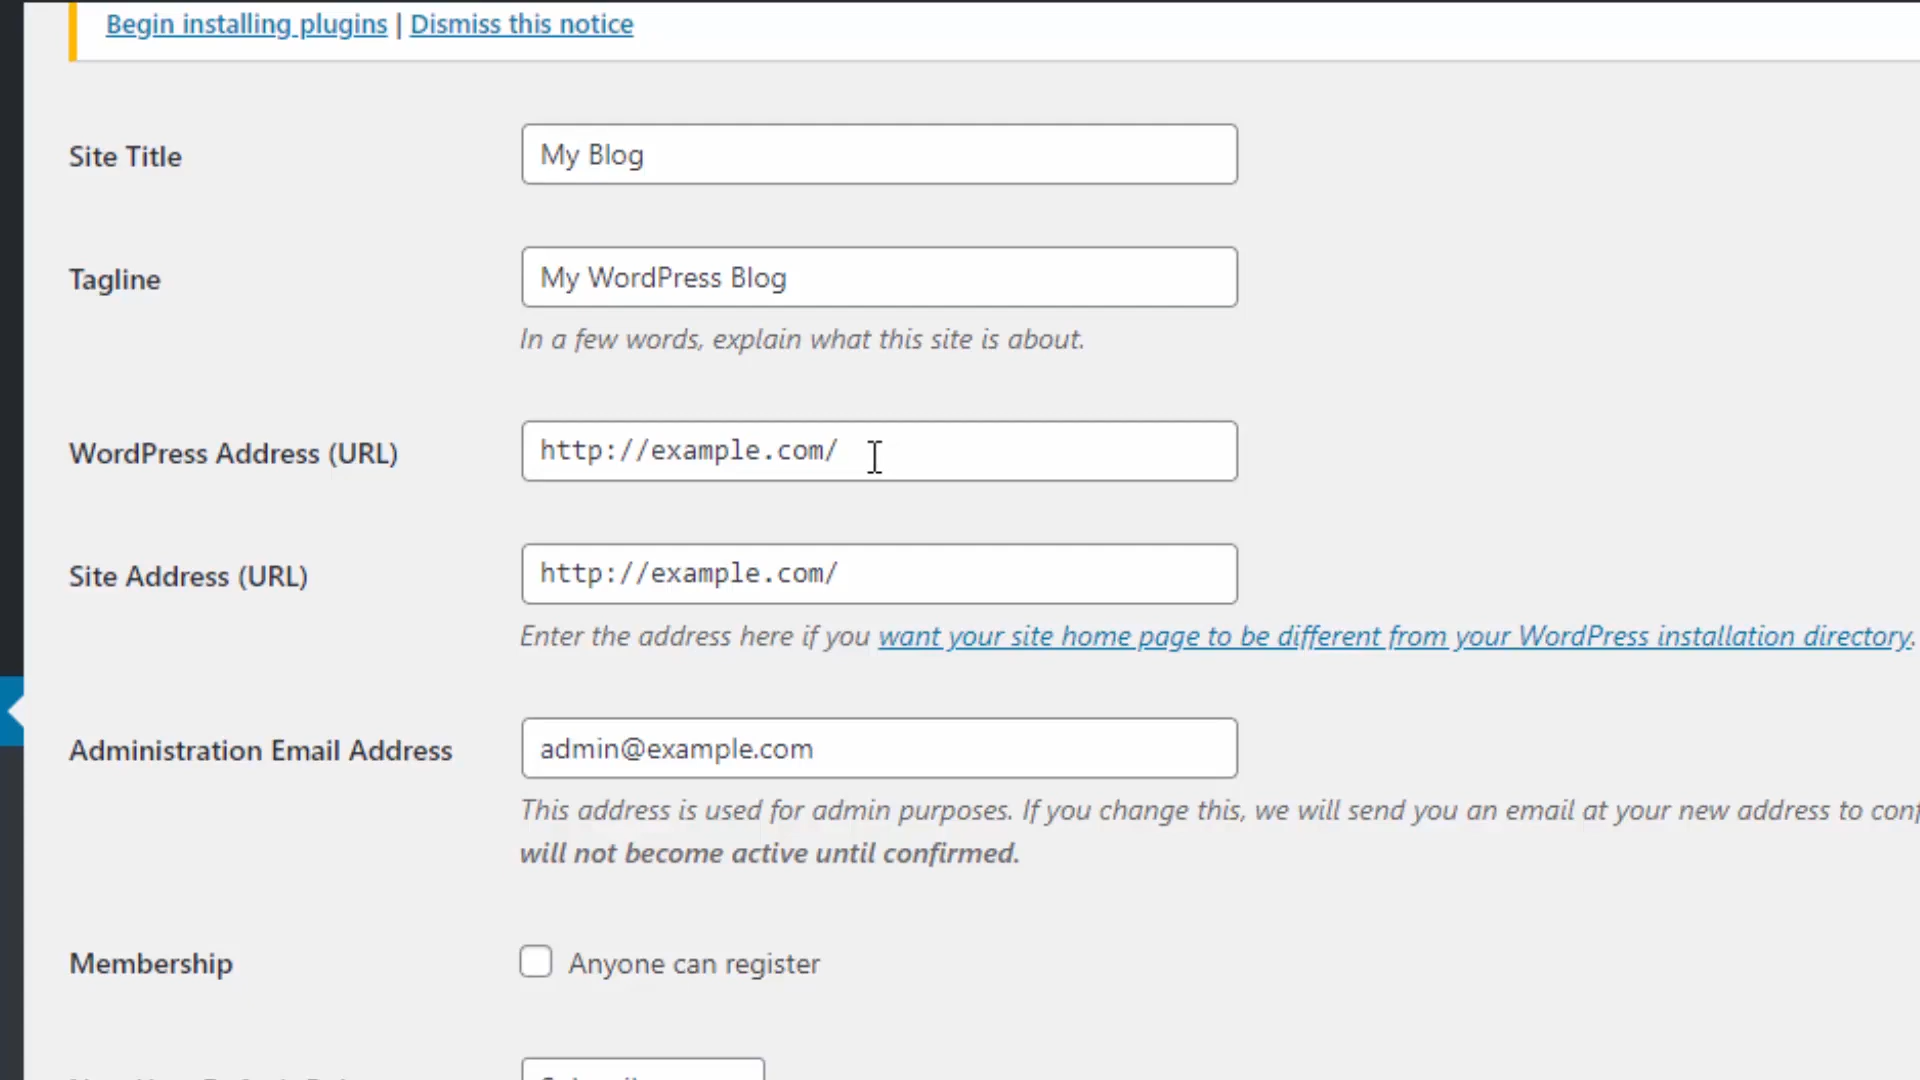 Begin installing plugins | Dismiss this notice
Site Title
My Blog
Tagline
My WordPress Blog
In a few words, explain what this site is about.
WordPress Address (URL)
http://example.com/
Site Address (URL)
http://example.com/
Enter the address here if you want your site home page to be different from your WordPress installation directory.
Administration Email Address
admin@example.com
This address is used for admin purposes. If you change this, we will send you an email at your new address to
will not become active until confirmed.
Membership
Anyone can register